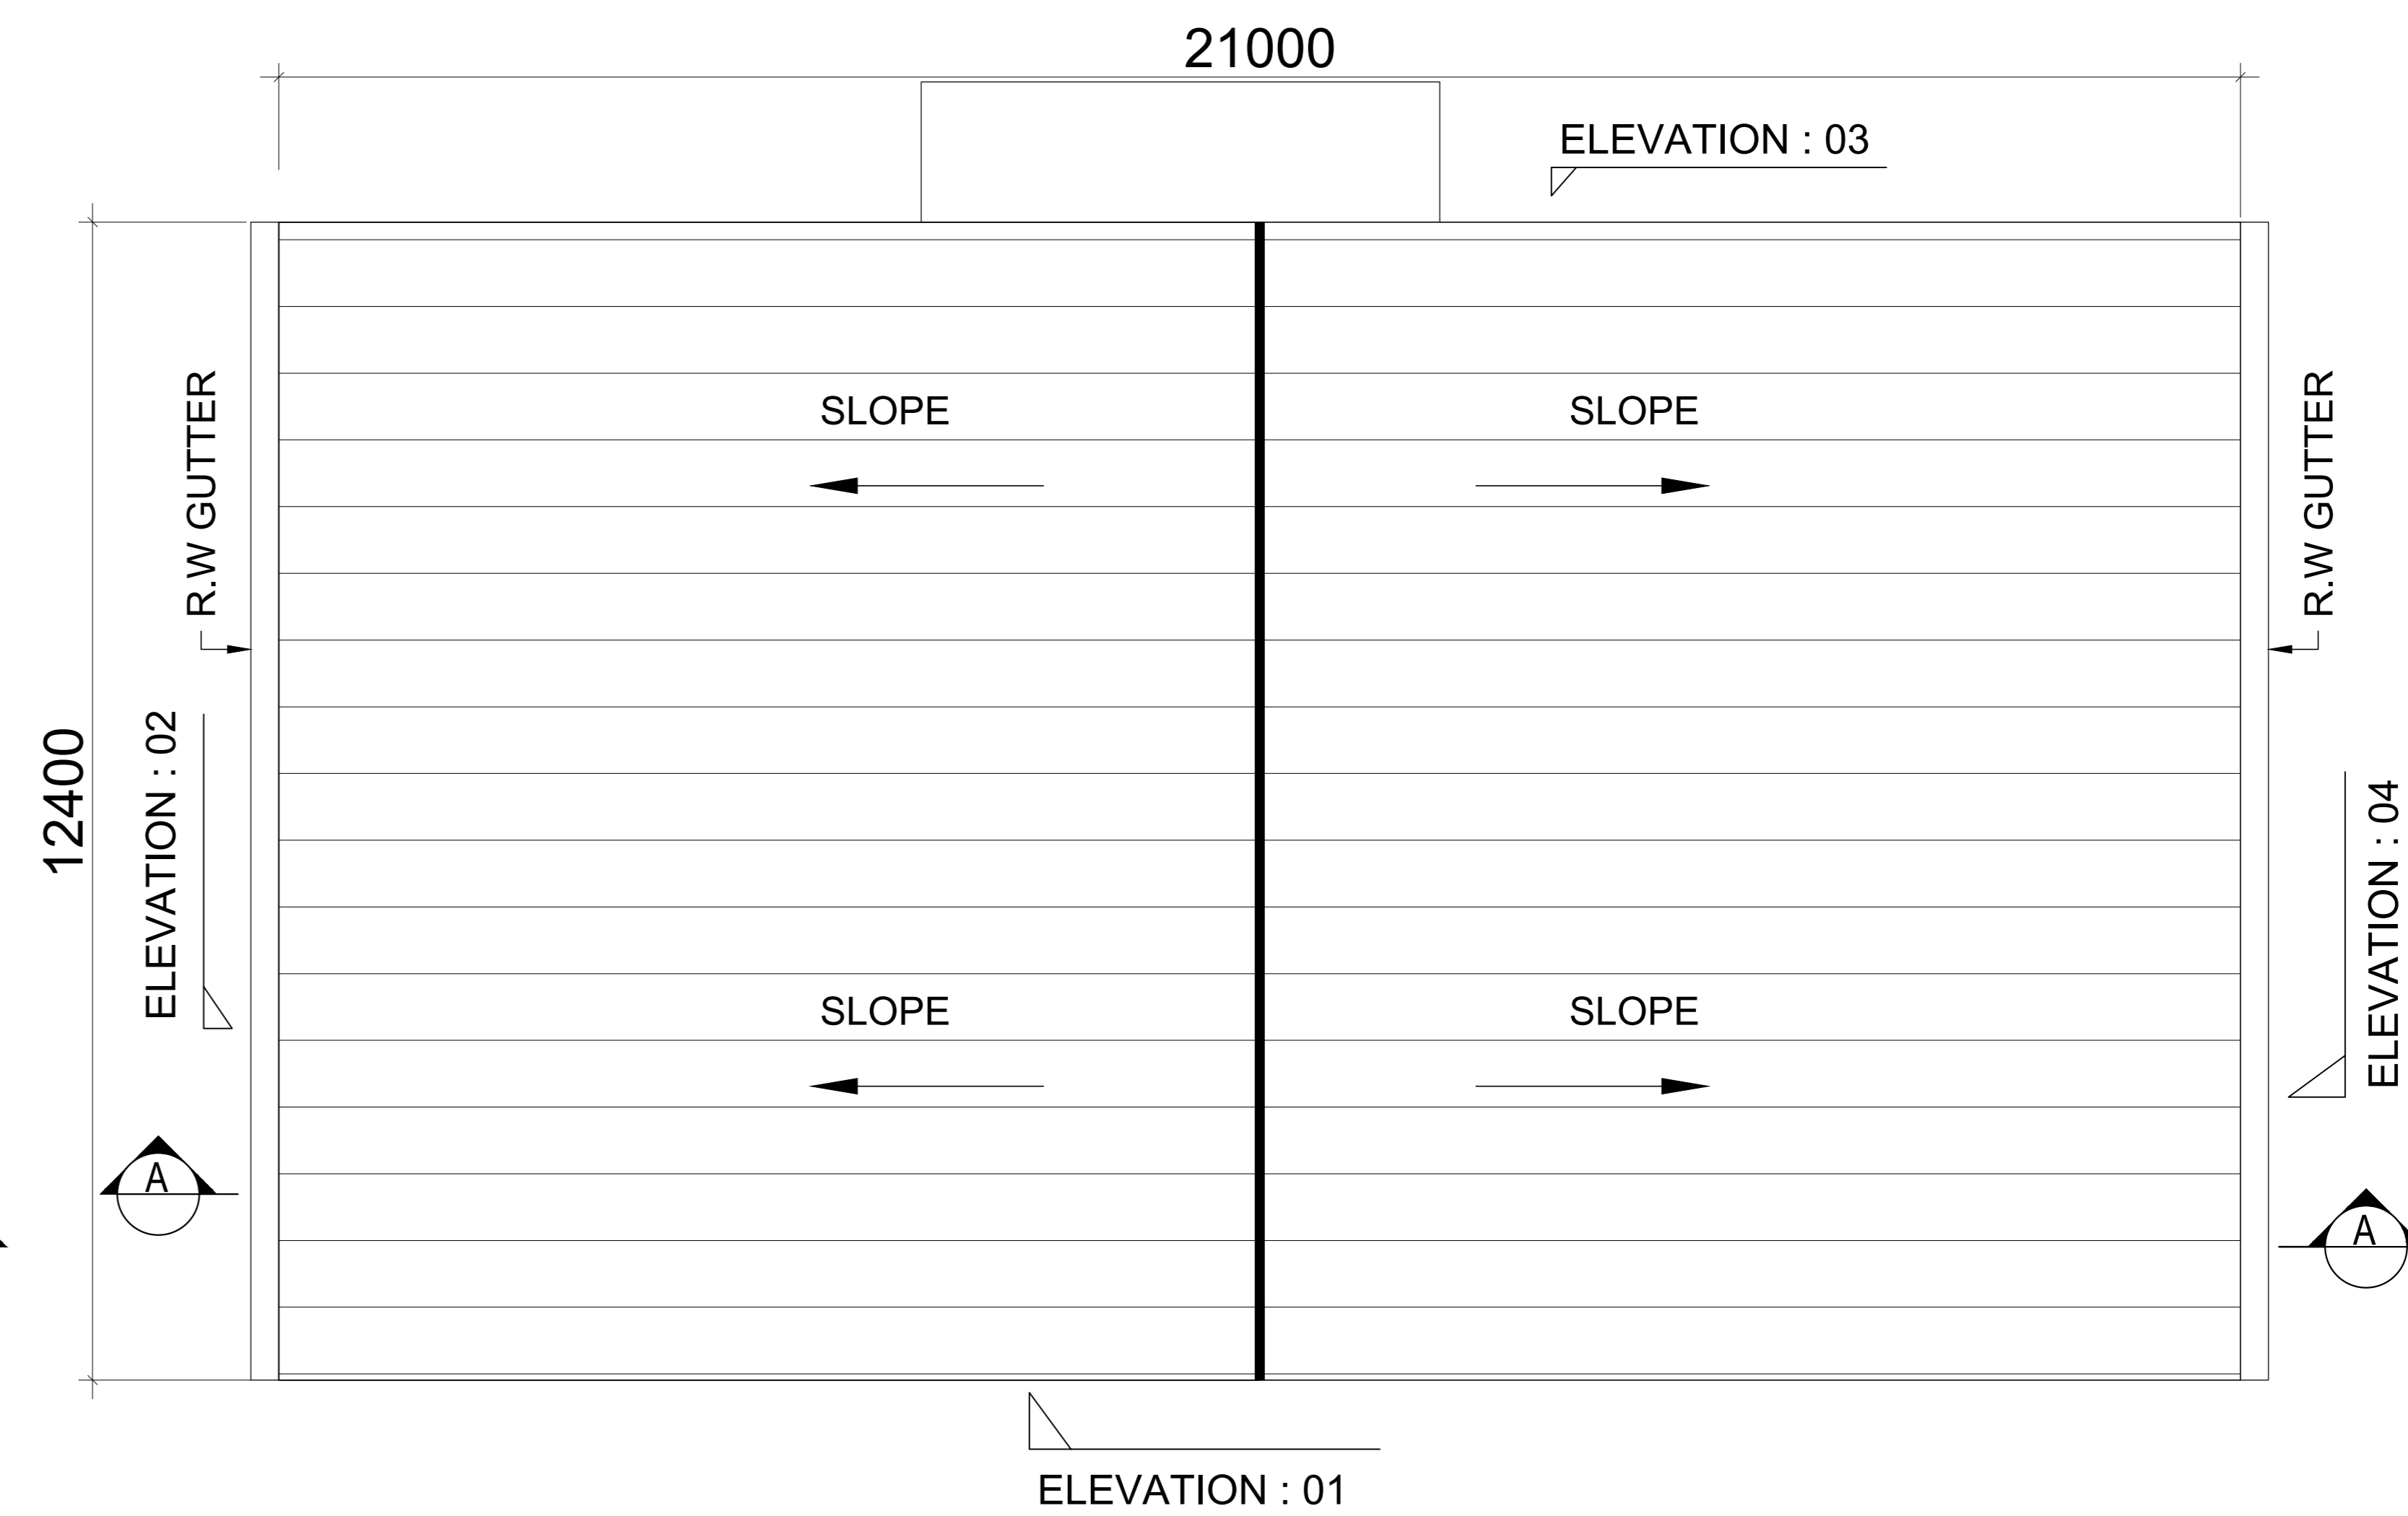 21000
ELEVATION : 03
SLOPE
SLOPE
R.W GUTTER
R.W GUTTER
12400
ELEVATION : 02
ELEVATION : 04
SLOPE
SLOPE
A
A
ELEVATION : 01